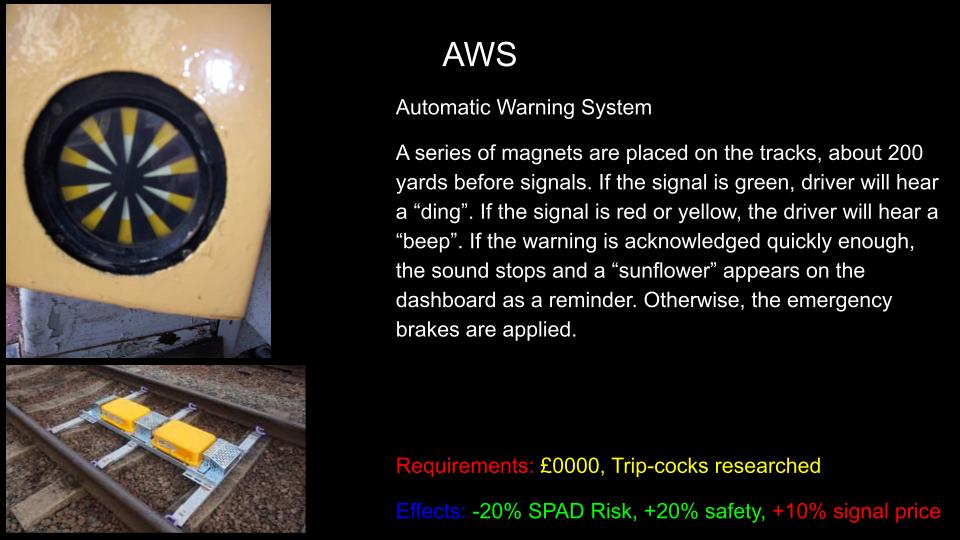 AWS
Automatic Warning System
A series of magnets are placed on the tracks, about 200
yards before signals. If the signal is green, driver will hear
a “ding”. If the signal is red or yellow, the driver will hear a
“beep”. If the warning is acknowledged quickly enough,
the sound stops and a “sunflower” appears on the
dashboard as a reminder. Otherwise, the emergency
brakes are applied.
Requirements: £0000, Trip-cocks researched
Effects: -20% SPAD Risk, +20% safety, +10% signal price